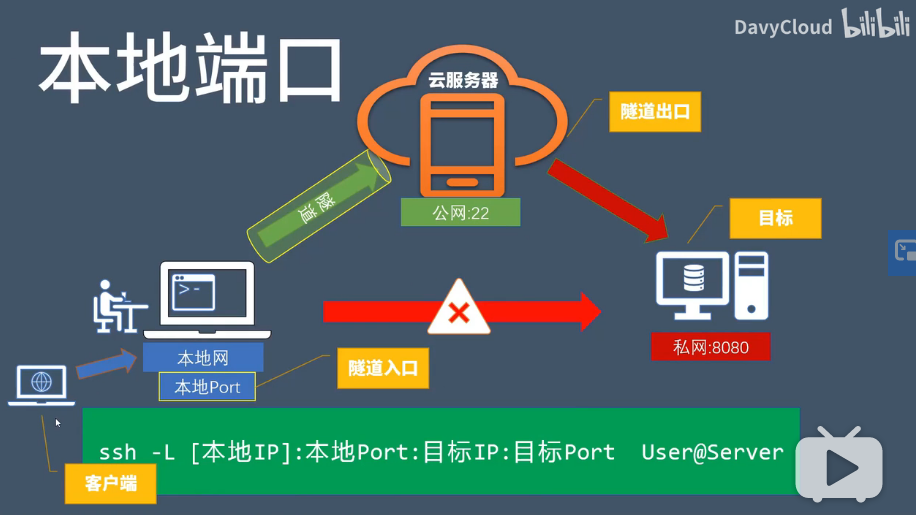 DavyCloud bilibili
本地端口
云服务器
隧道出口
隧道
公网:22
目标
>-
本地网
本地Port
隧道入口
私网:8080
ssh -L [本地IP]:本地Port:目标IP:目标Port User@Server
客户端